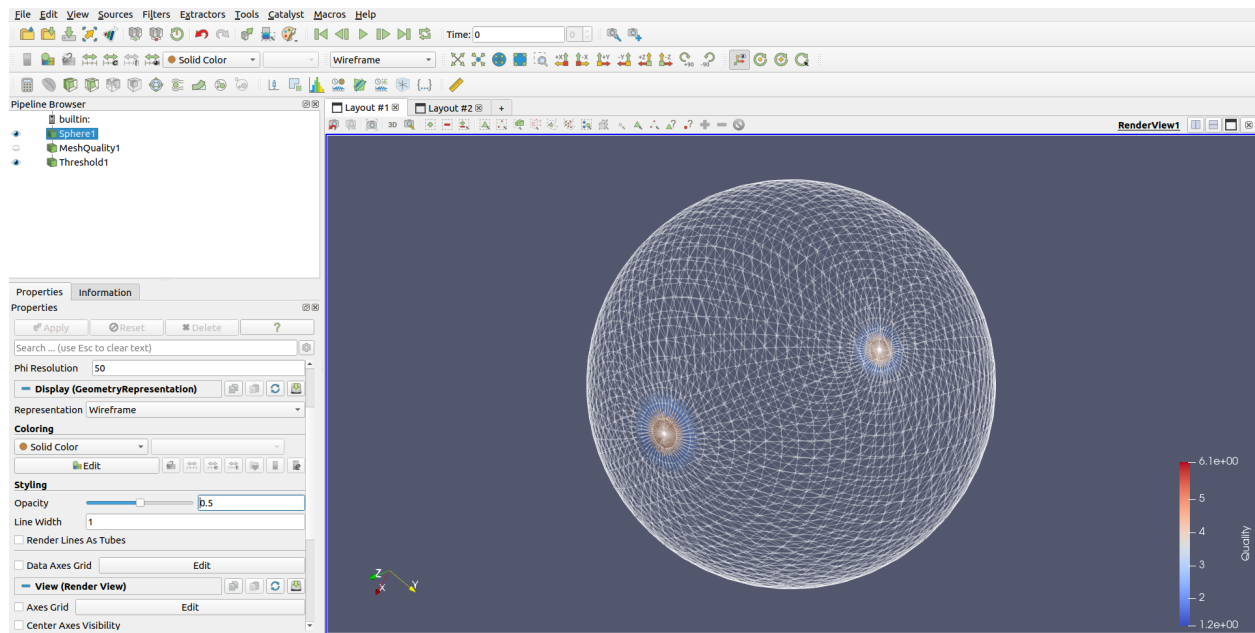 File Edit View Sources Filters Extractors Tools Catalyst Macros Help
Time: 0 0
Solid Color Wireframe +X -X +Y -Y +Z -Z +90 -90
Pipeline Browser
builtin:
Sphere1
MeshQuality1
Threshold1
Properties Information
Properties
Apply Reset Delete ?
Search ... (use Esc to clear text)
Phi Resolution 50
Display (GeometryRepresentation)
Representation Wireframe
Coloring
Solid Color
Edit
Styling
Opacity 0.5
Line Width 1
Render Lines As Tubes
Data Axes Grid Edit
View (Render View)
Axes Grid Edit
Center Axes Visibility
Layout #1 Layout #2 +
3D RenderView1
Z
X Y
6.1e+00
5
4
3
2
1.2e+00
Quality